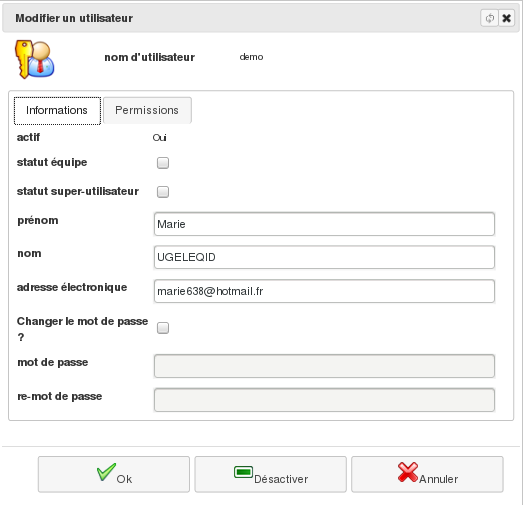 Modifier un utilisateur
nom d'utilisateur demo
Informations Permissions
actif Oui
statut équipe
statut super-utilisateur
prénom Marie
nom UGELEQID
adresse électronique marie638@hotmail.fr
Changer le mot de passe
?
mot de passe
re-mot de passe
Ok Désactiver Annuler